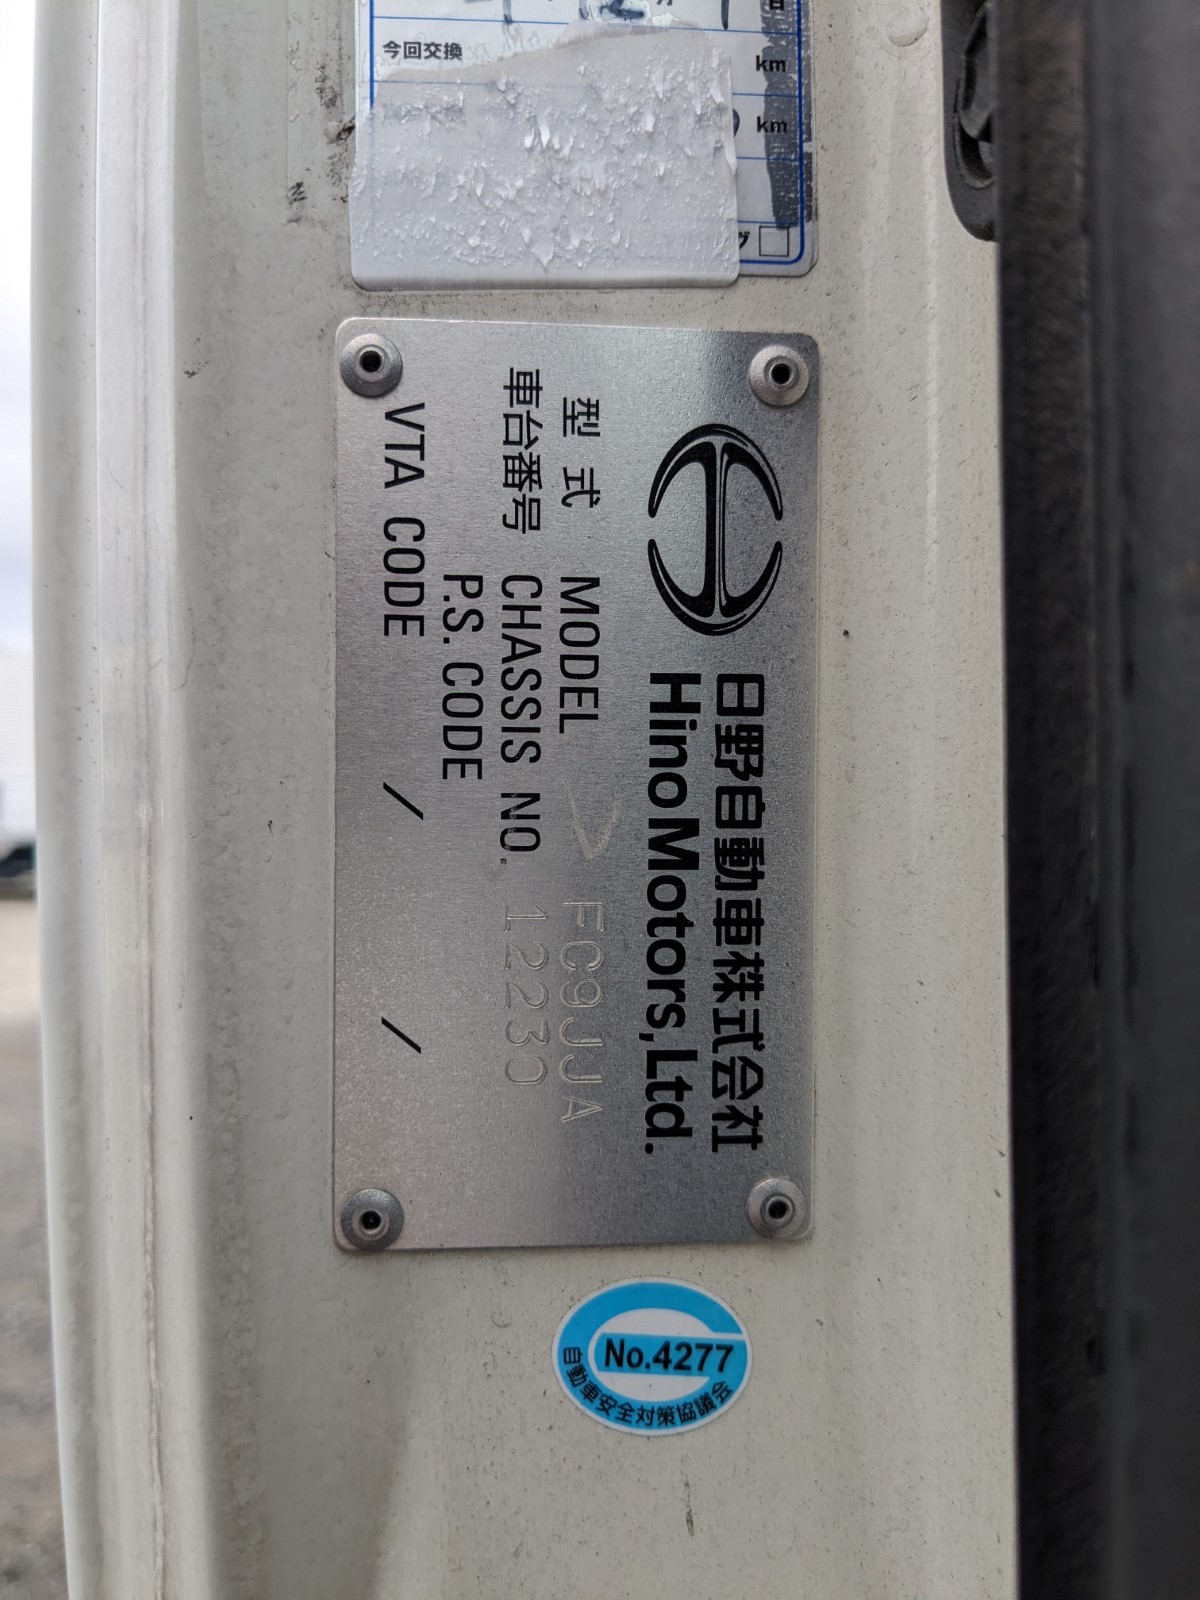 今回交換
km
km
日野自動車株式会社
Hino Motors, Ltd.
型式 MODEL FC9JJA
車台番号 CHASSIS NO. 12230
P.S. CODE
VTA CODE / /
No.4277
自動車安全対策協議会